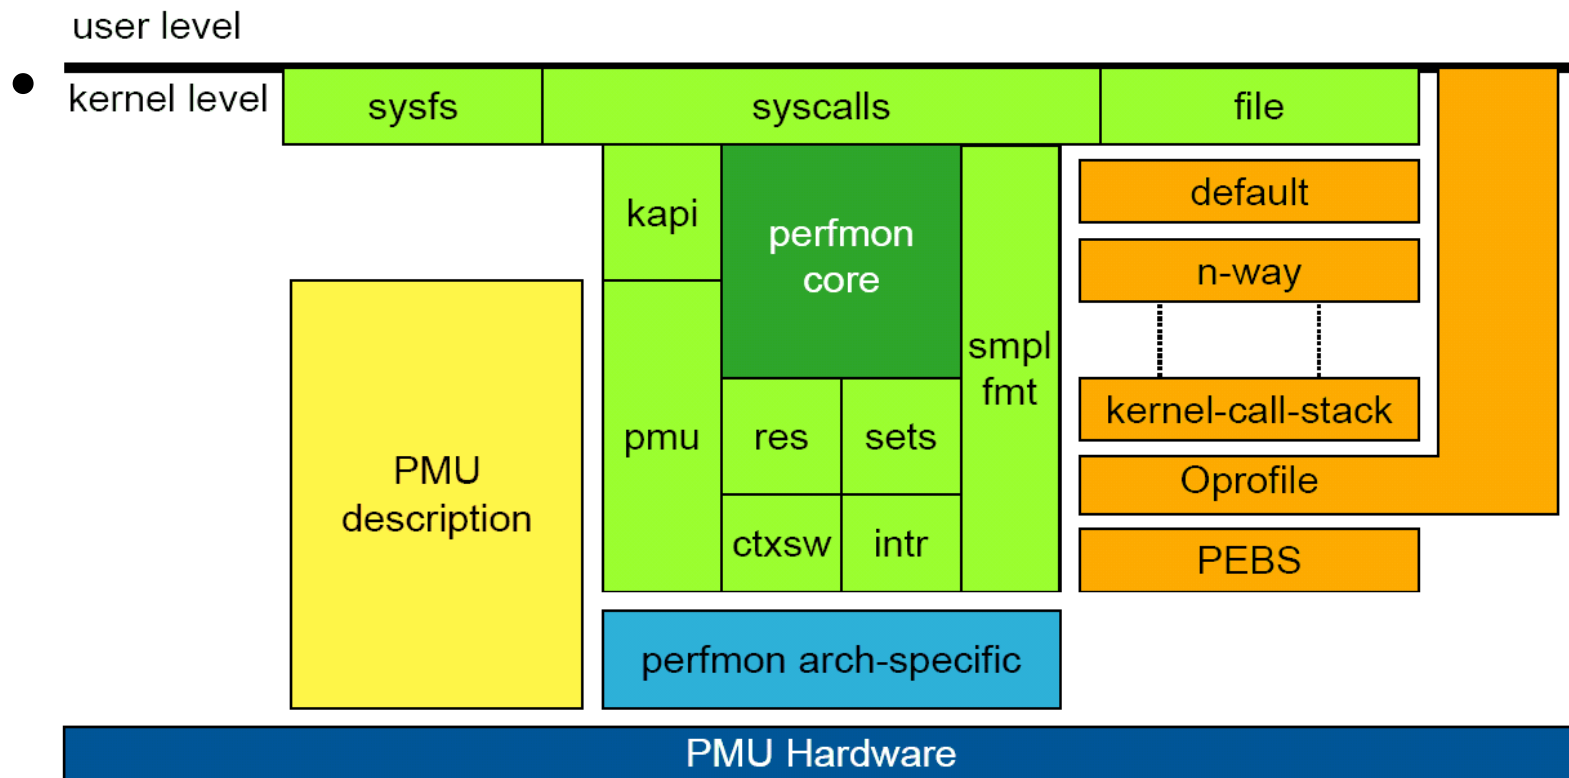 user level
kernel level
sysfs
syscalls
file
kapi
perfmon
core
smpl
fmt
default
n-way
kernel-call-stack
Oprofile
PEBS
PMU
description
pmu
res
sets
ctxsw
intr
perfmon arch-specific
PMU Hardware